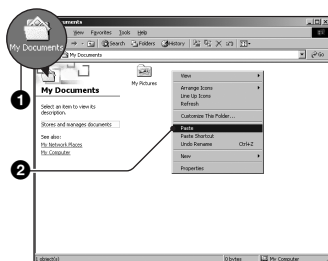 My Documents
uments
View Favorites Tools Help
Search Folders History
My Documents
Go
1
My Documents
Select an item to view its
description.
Stores and manages documents
See also:
My Network Places
My Computer
My Pictures
View
Arrange Icons
Line Up Icons
Refresh
Customize This Folder...
Paste
Paste Shortcut
Undo Rename Ctrl+Z
New
Properties
2
1 object(s) 0 bytes My Computer